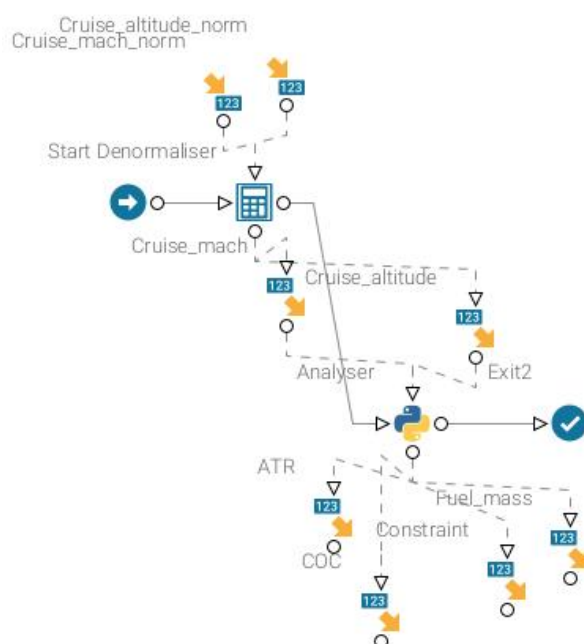 Cruise_altitude_norm
Cruise_mach_norm
123
123
Start Denormaliser
Cruise_mach
Cruise_altitude
123
123
Analyser
Exit2
ATR
Fuel_mass
123
Constraint
123
COC
123
123